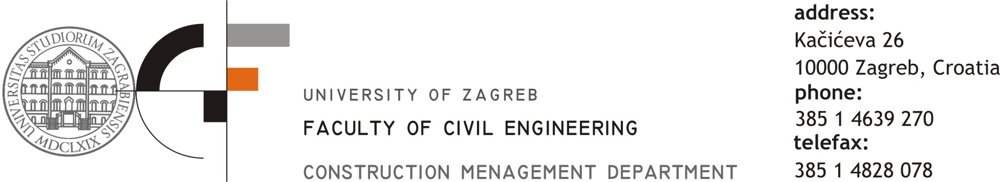 UNIVERSITAS STUDIORUM ZAGRABIENSIS
MDCLXIX
UNIVERSITY OF ZAGREB
FACULTY OF CIVIL ENGINEERING
CONSTRUCTION MENAGEMENT DEPARTMENT
address:
Kačićeva 26
10000 Zagreb, Croatia
phone:
385 1 4639 270
telefax:
385 1 4828 078